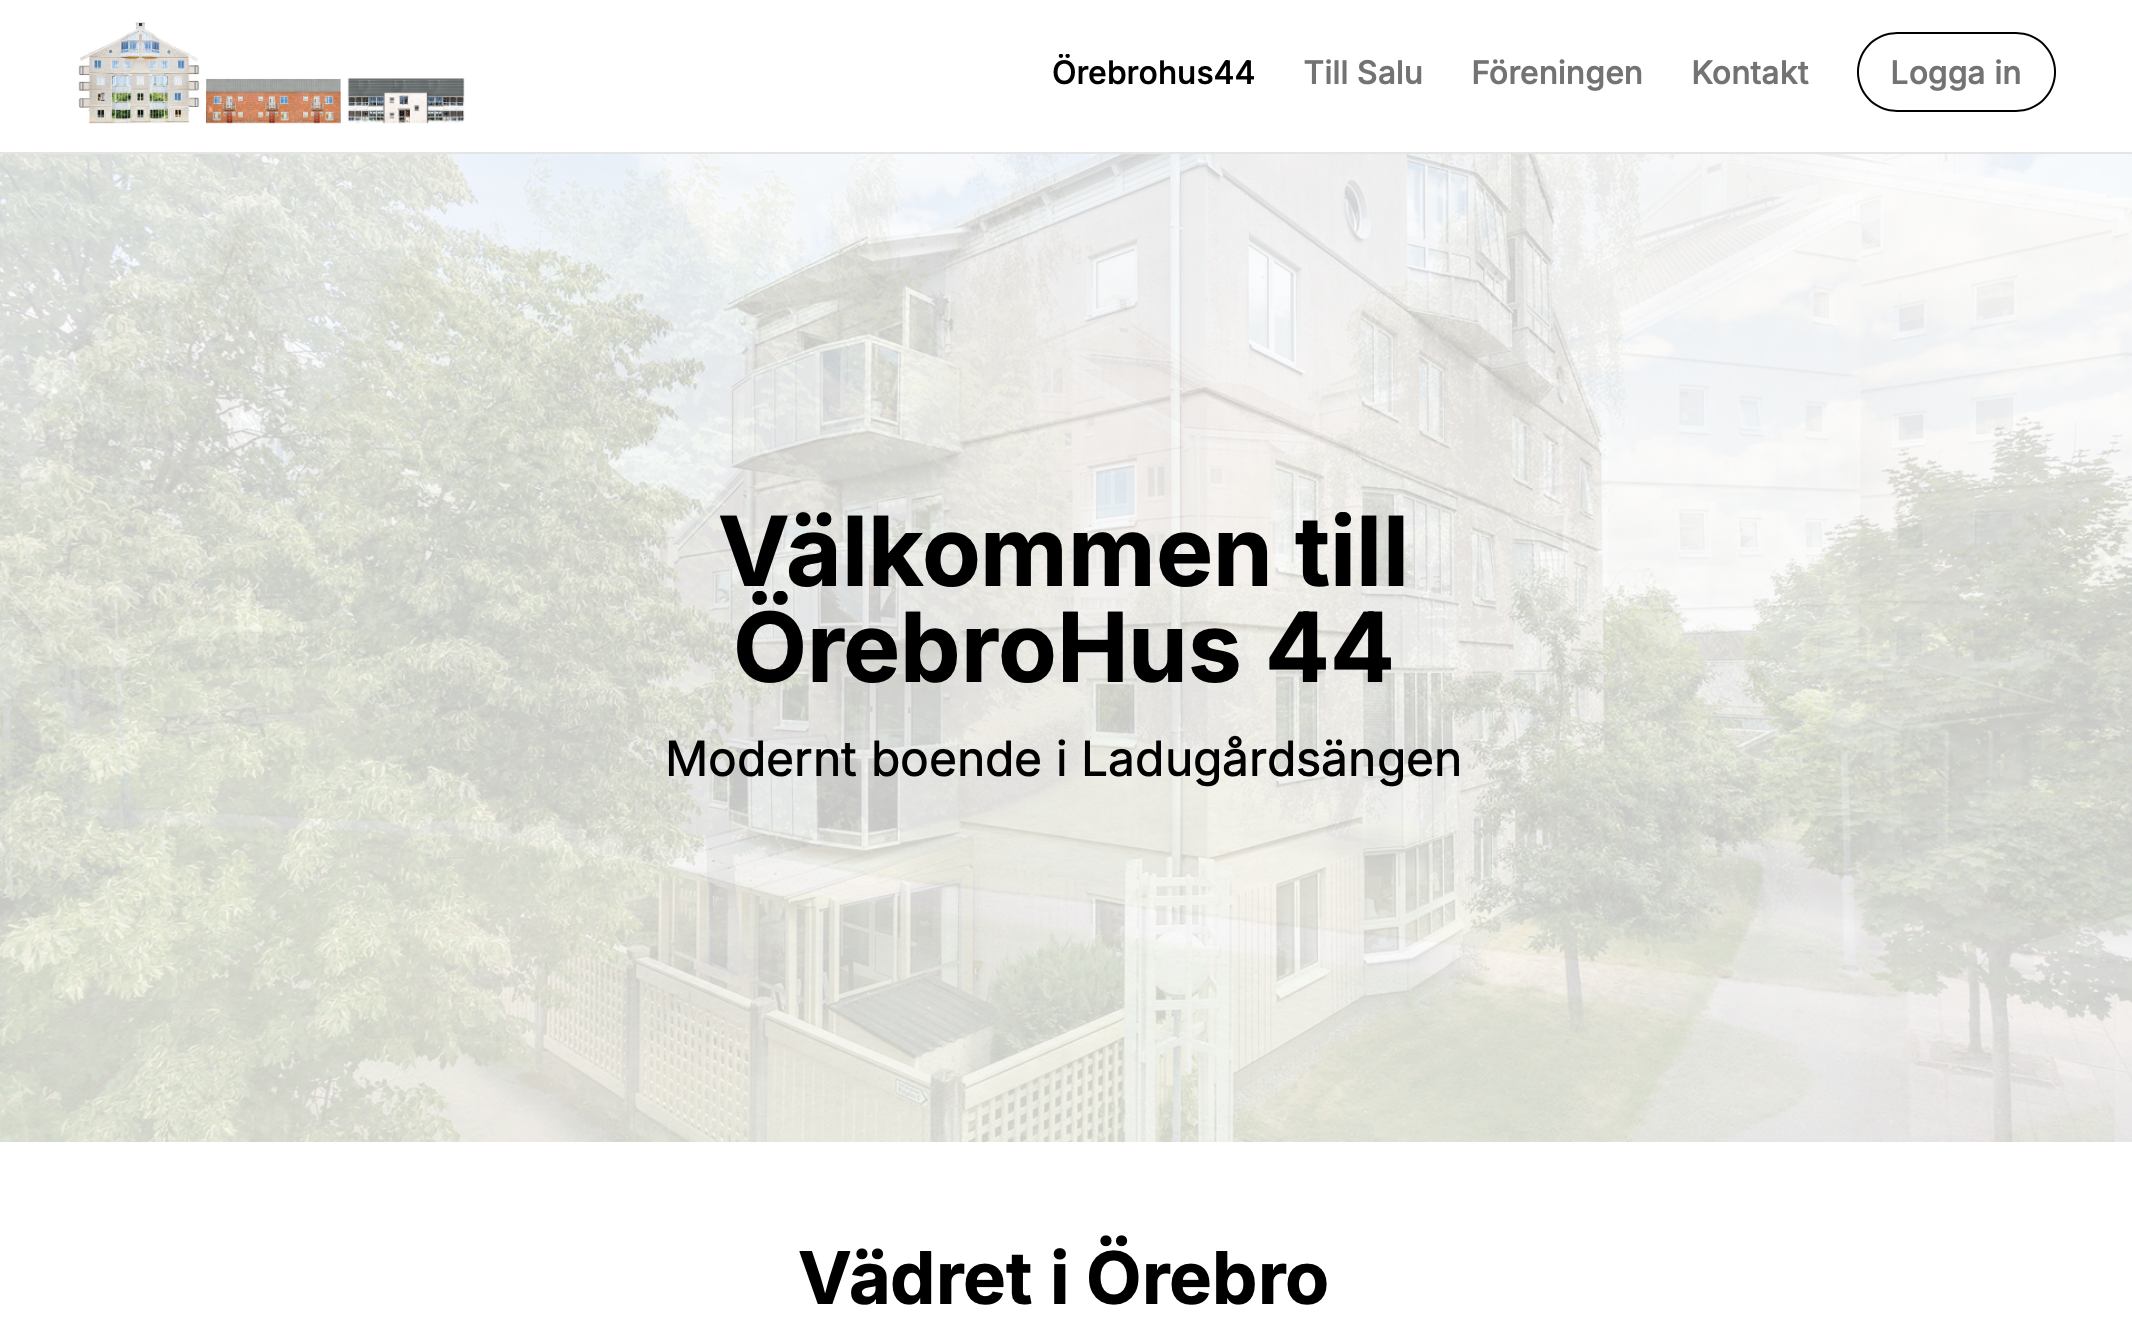 Örebrohus44
Till Salu
Föreningen
Kontakt
Logga in
Välkommen till
ÖrebroHus 44
Modernt boende i Ladugårdsängen
Vädret i Örebro